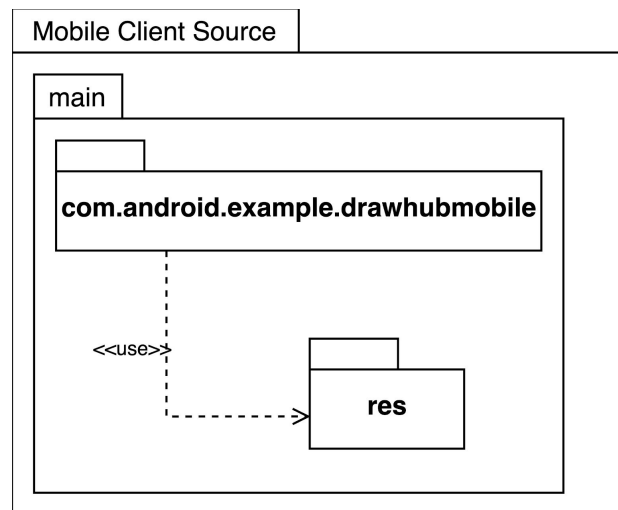 Mobile Client Source
main
com.android.example.drawhubmobile
<<use>>
res